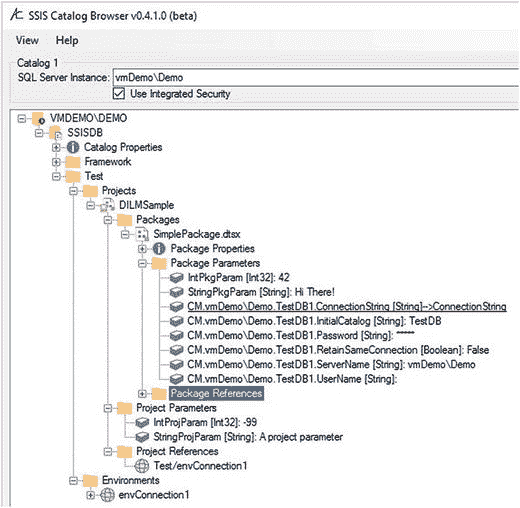 SSIS Catalog Browser v0.4.1.0 (beta)
View Help
Catalog 1
SQL Server Instance: vmDemo\Demo
Use Integrated Security
VMDEMO\DEMO
SSISDB
Catalog Properties
Framework
Test
Projects
DILMSample
Packages
SimplePackage.dtsx
Package Properties
Package Parameters
IntPkgParam [Int32]: 42
StringPkgParam [String]: Hi There!
CM.vmDemo\Demo.TestDB1.ConnectionString [String]-->ConnectionString
CM.vmDemo\Demo.TestDB1.InitialCatalog [String]: TestDB
CM.vmDemo\Demo.TestDB1.Password [String]: *****
CM.vmDemo\Demo.TestDB1.RetainSameConnection [Boolean]: False
CM.vmDemo\Demo.TestDB1.ServerName [String]: vmDemo\Demo
CM.vmDemo\Demo.TestDB1.UserName [String]:
Package References
Project Parameters
IntProjParam [Int32]: -99
StringProjParam [String]: A project parameter
Project References
Test/envConnection1
Environments
envConnection1